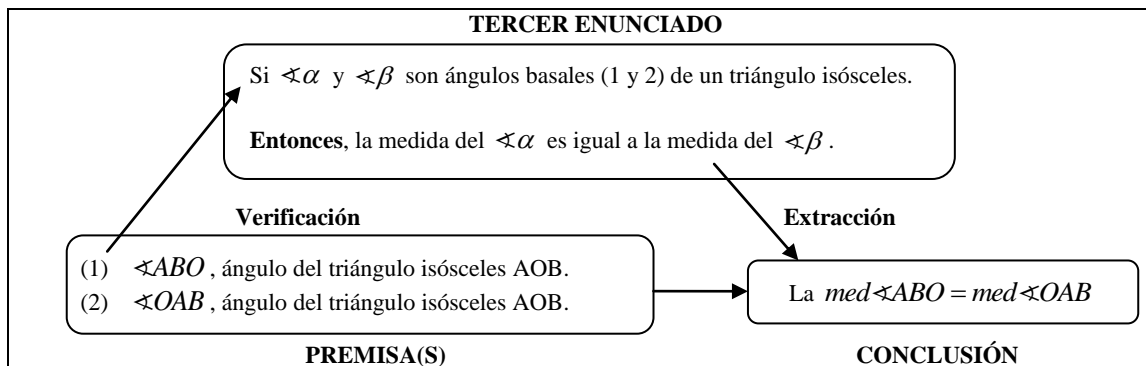 TERCER ENUNCIADO
Si ∢α y ∢β son ángulos basales (1 y 2) de un triángulo isósceles.
Entonces, la medida del ∢α es igual a la medida del ∢β .
Verificación
Extracción
(1) ∢ABO , ángulo del triángulo isósceles AOB.
(2) ∢OAB , ángulo del triángulo isósceles AOB.
La med∢ABO = med∢OAB
PREMISA(S)
CONCLUSIÓN